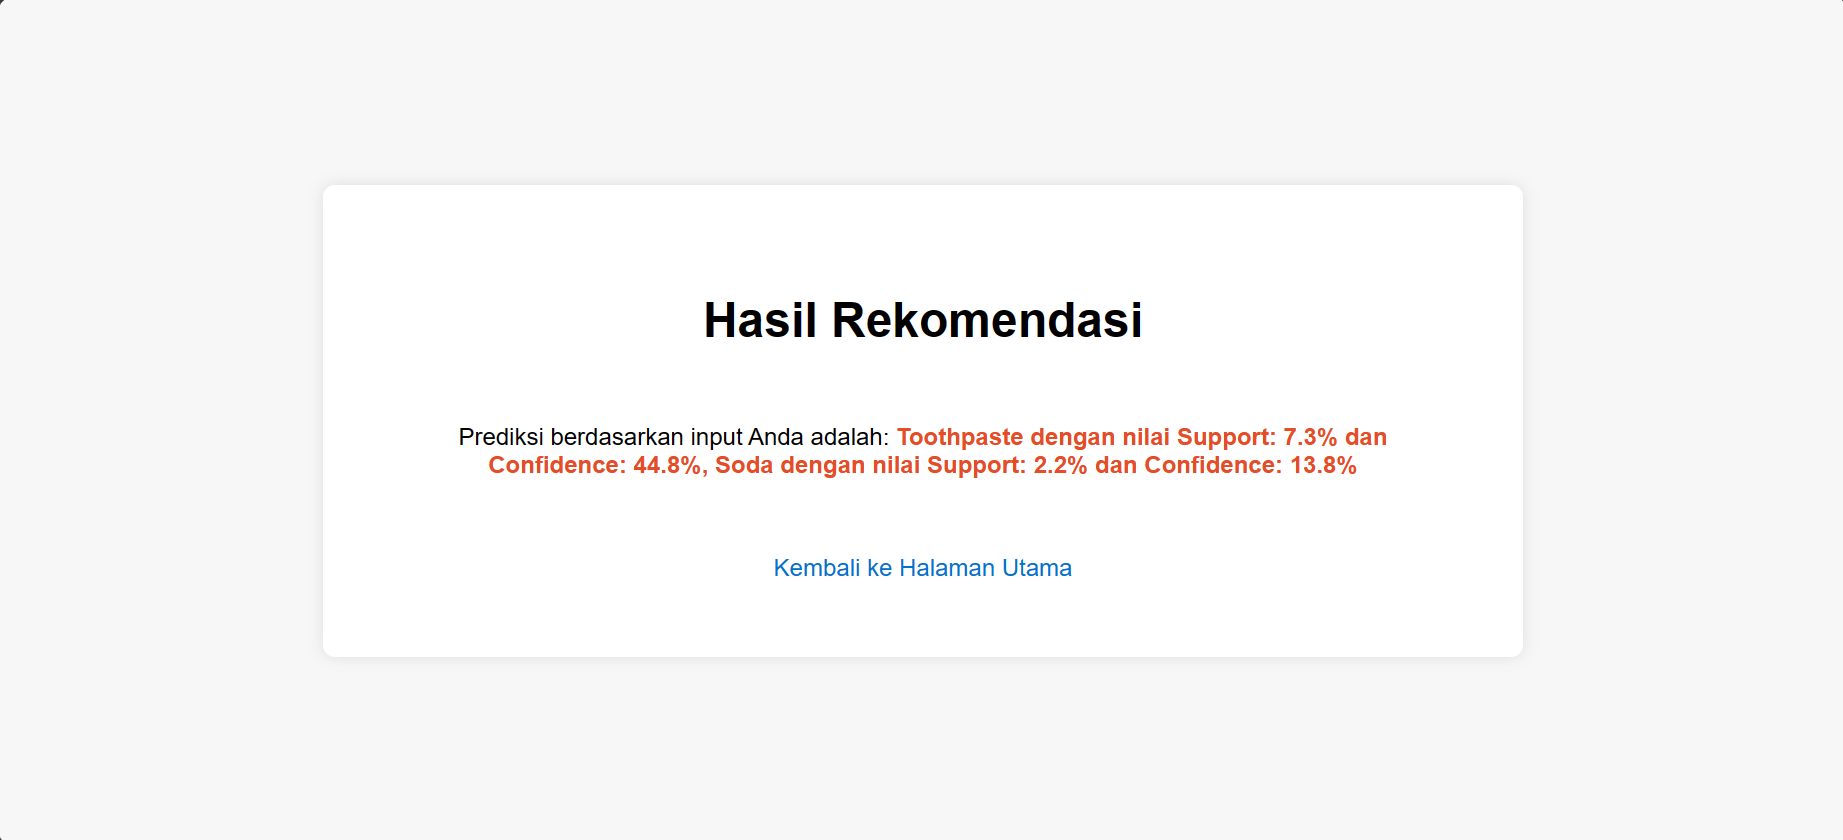 Hasil Rekomendasi
Prediksi berdasarkan input Anda adalah: Toothpaste dengan nilai Support: 7.3% dan
Confidence: 44.8%, Soda dengan nilai Support: 2.2% dan Confidence: 13.8%
Kembali ke Halaman Utama